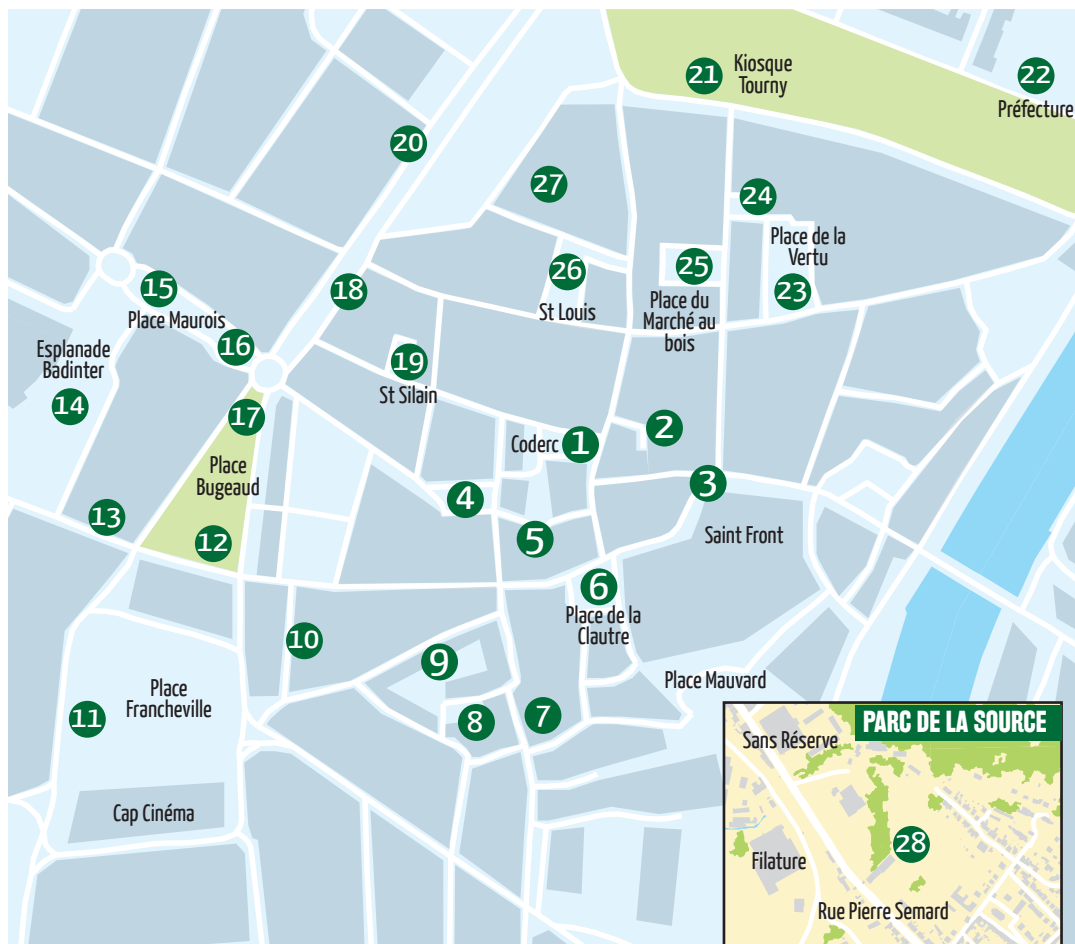 21
Kiosque
Tourny
22
Préfecture
20
27
24
Place de la
Vertu
23
25
Place du
Marché au
bois
26
St Louis
18
15
Place Maurois
16
Esplanade
Badinter
14
19
St Silain
17
Place
Bugeaud
12
13
Coderc
1
2
3
4
5
Saint Front
6
Place de la
Clautre
10
9
8
7
Place Mauvard
Place
Francheville
11
Cap Cinéma
PARC DE LA SOURCE
Sans Réserve
28
Filature
Rue Pierre Semard